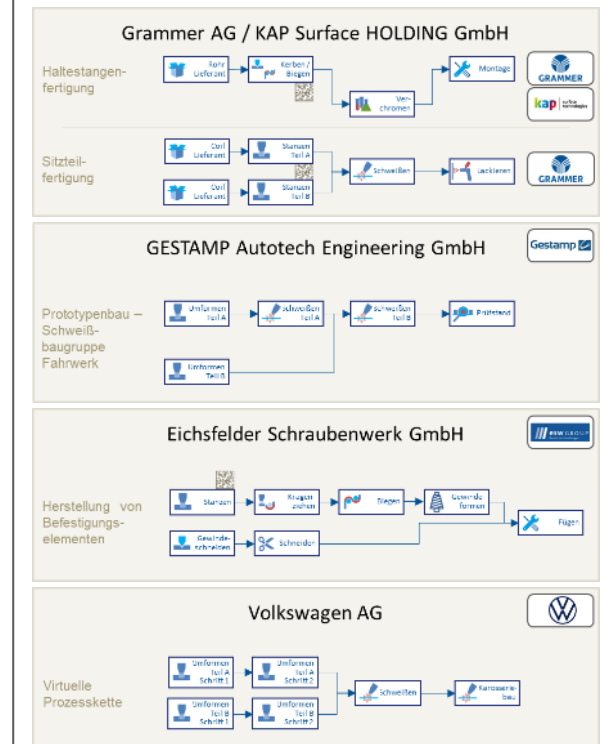 Grammer AG / KAP Surface HOLDING GmbH
Haltestangen-
fertigung
Rohr
Lieferant
Kerben /
Biegen
Ver-
chromen
Montage
GRAMMER
kap
Sitzteil-
fertigung
Coil
Lieferant
Stanzen
Teil A
Coil
Lieferant
Stanzen
Teil B
Schweißen
Lackieren
GRAMMER
GESTAMP Autotech Engineering GmbH
Gestamp
Prototypenbau –
Schweiß-
baugruppe
Fahrwerk
Umformen
Teil A
Schweißen
Teil A
Schweißen
Teil B
Prüfstand
Umformen
Teil B
Eichsfelder Schraubenwerk GmbH
ESW GROUP
Herstellung von
Befestigungs-
elementen
Stanzen
Kragen
ziehen
Biegen
Gewinde
formen
Gewinde-
schneiden
Schneiden
Fügen
Volkswagen AG
Virtuelle
Prozesskette
Umformen
Teil A
Schritt 1
Umformen
Teil A
Schritt 2
Umformen
Teil B
Schritt 1
Umformen
Teil B
Schritt 2
Schweißen
Karosserie-
bau